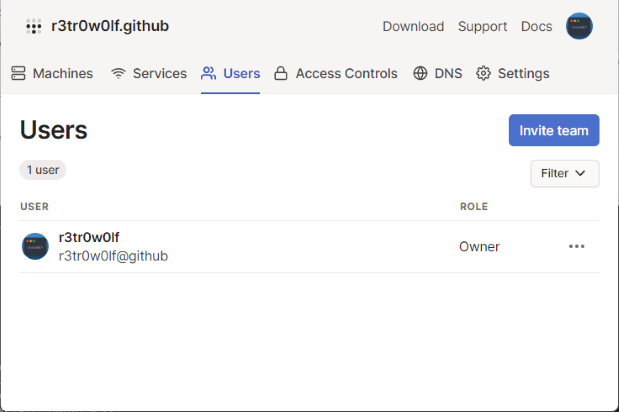 r3tr0w0lf.github
Download Support Docs
Machines Services Users Access Controls DNS Settings
Users
Invite team
1 user
Filter
USER ROLE
r3tr0w0lf
r3tr0w0lf@github
Owner